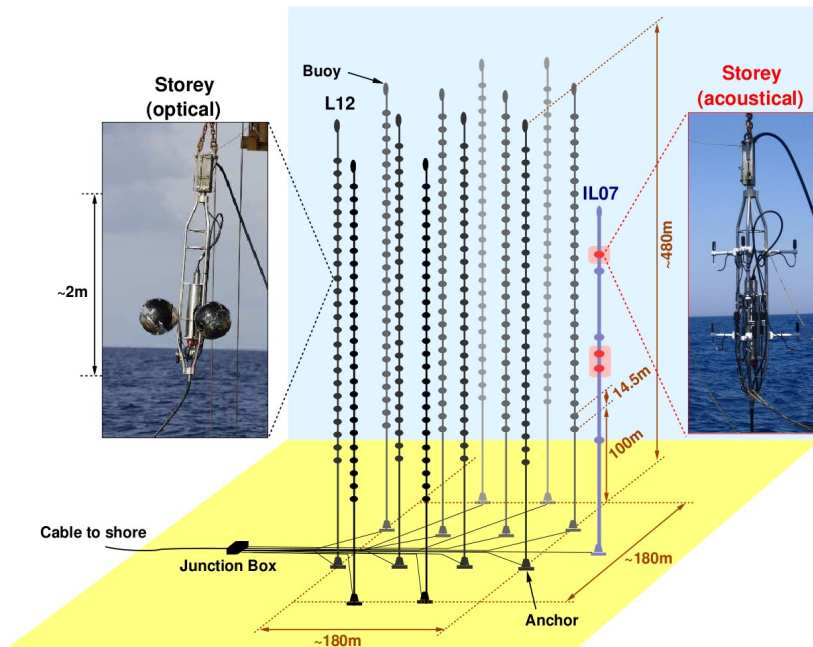 Storey
(optical)
Buoy
L12
Storey
(acoustical)
IL07
~480m
~2m
14.5m
100m
Cable to shore
Junction Box
~180m
Anchor
~180m